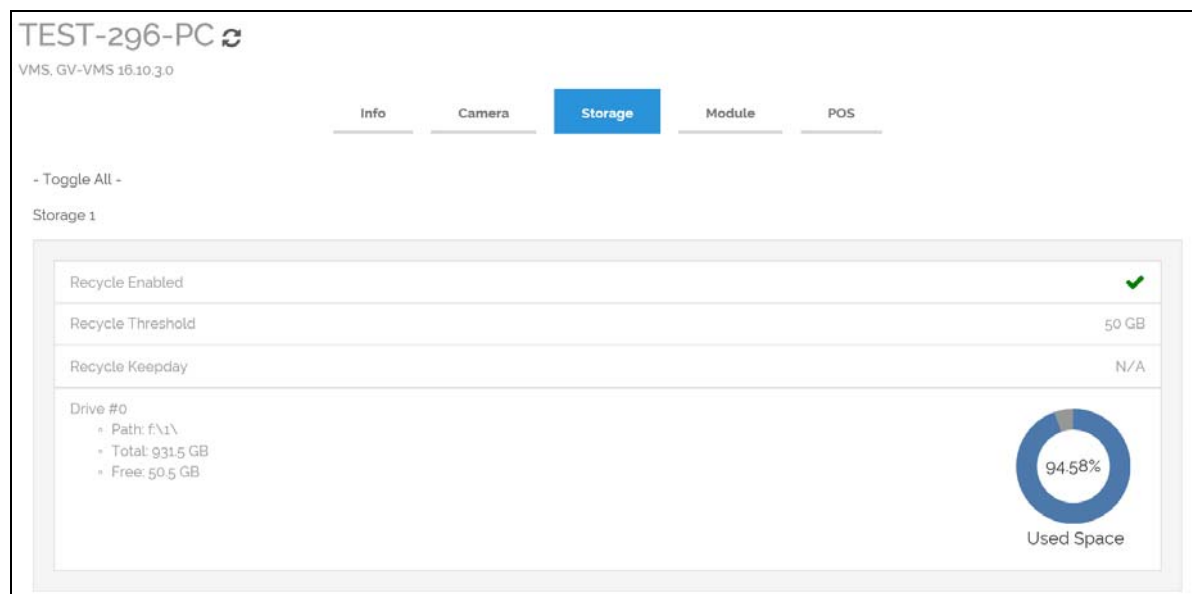 TEST-296-PC
VMS, GV-VMS 16.10.3.0
Info Camera Storage Module POS
- Toggle All -
Storage 1
Recycle Enabled
Recycle Threshold 50 GB
Recycle Keepday N/A
Drive #0
Path: f:\1\
Total: 931.5 GB
Free: 50.5 GB
94.58%
Used Space